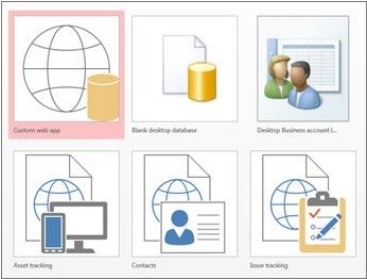 Custom web app
Blank desktop database
Desktop Business account l...
Asset tracking
Contacts
Issue tracking